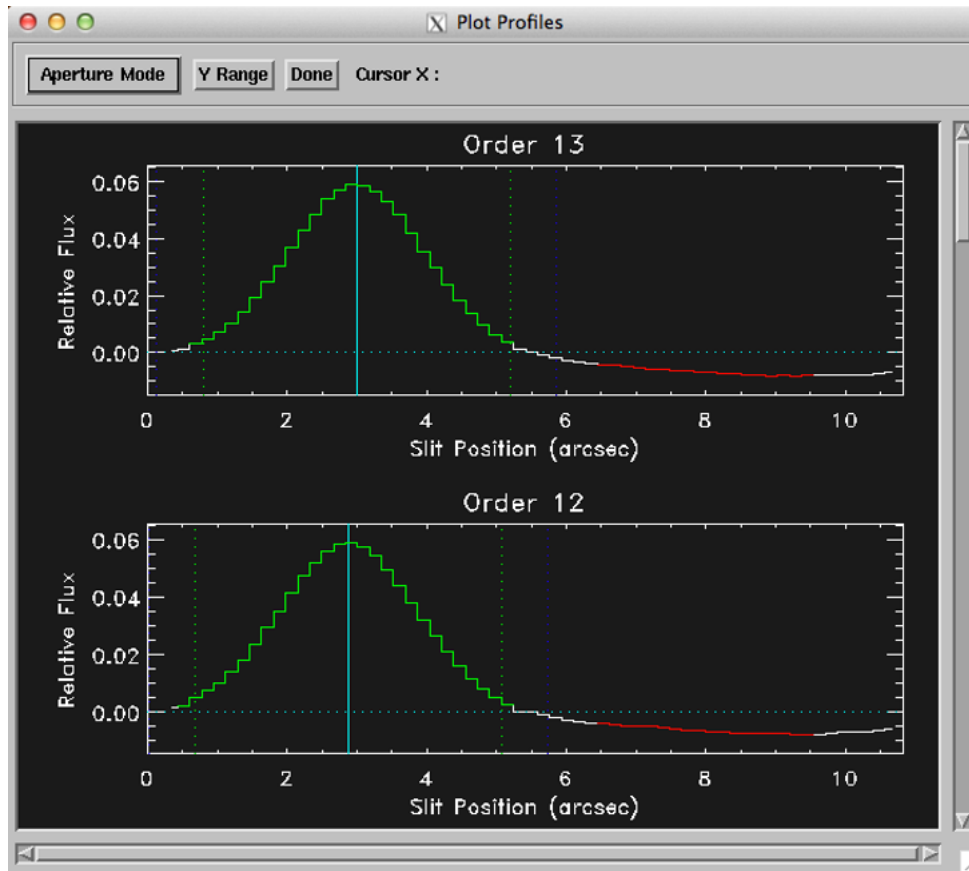 Plot Profiles
Aperture Mode Y Range Done Cursor X :
Order 13
Relative Flux
0.06
0.04
0.02
0.00
0 2 4 6 8 10
Slit Position (arcsec)
Order 12
Relative Flux
0.06
0.04
0.02
0.00
0 2 4 6 8 10
Slit Position (arcsec)